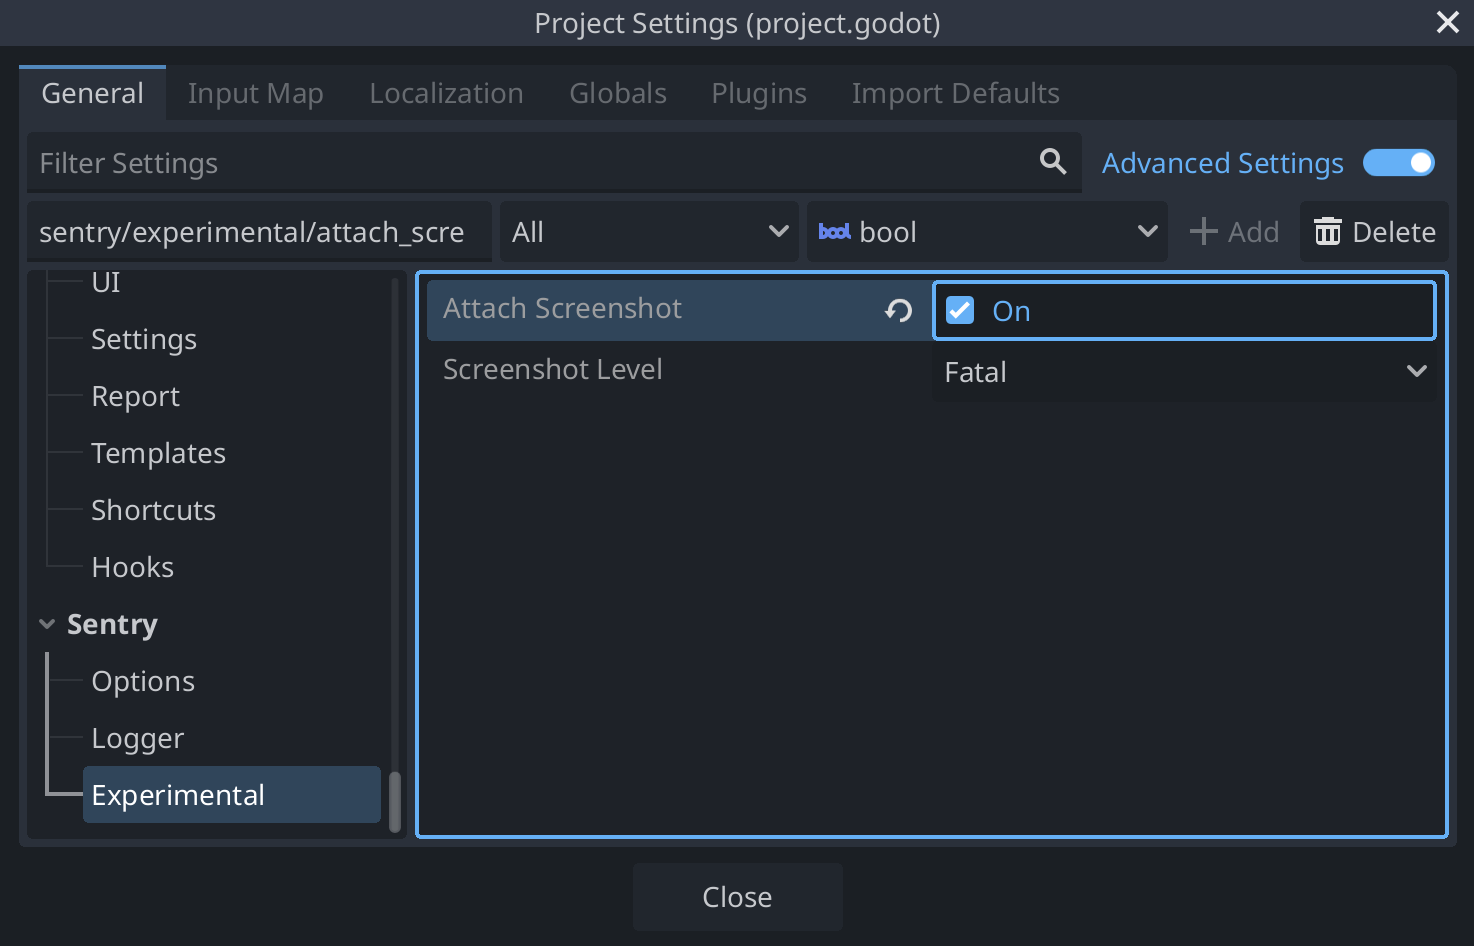 Project Settings (project.godot)
General Input Map Localization Globals Plugins Import Defaults
Filter Settings Advanced Settings
sentry/experimental/attach_scre All bool bool Add Delete
UI
Settings
Report
Templates
Shortcuts
Hooks
Sentry
Options
Logger
Experimental
Attach Screenshot On
Screenshot Level Fatal
Close